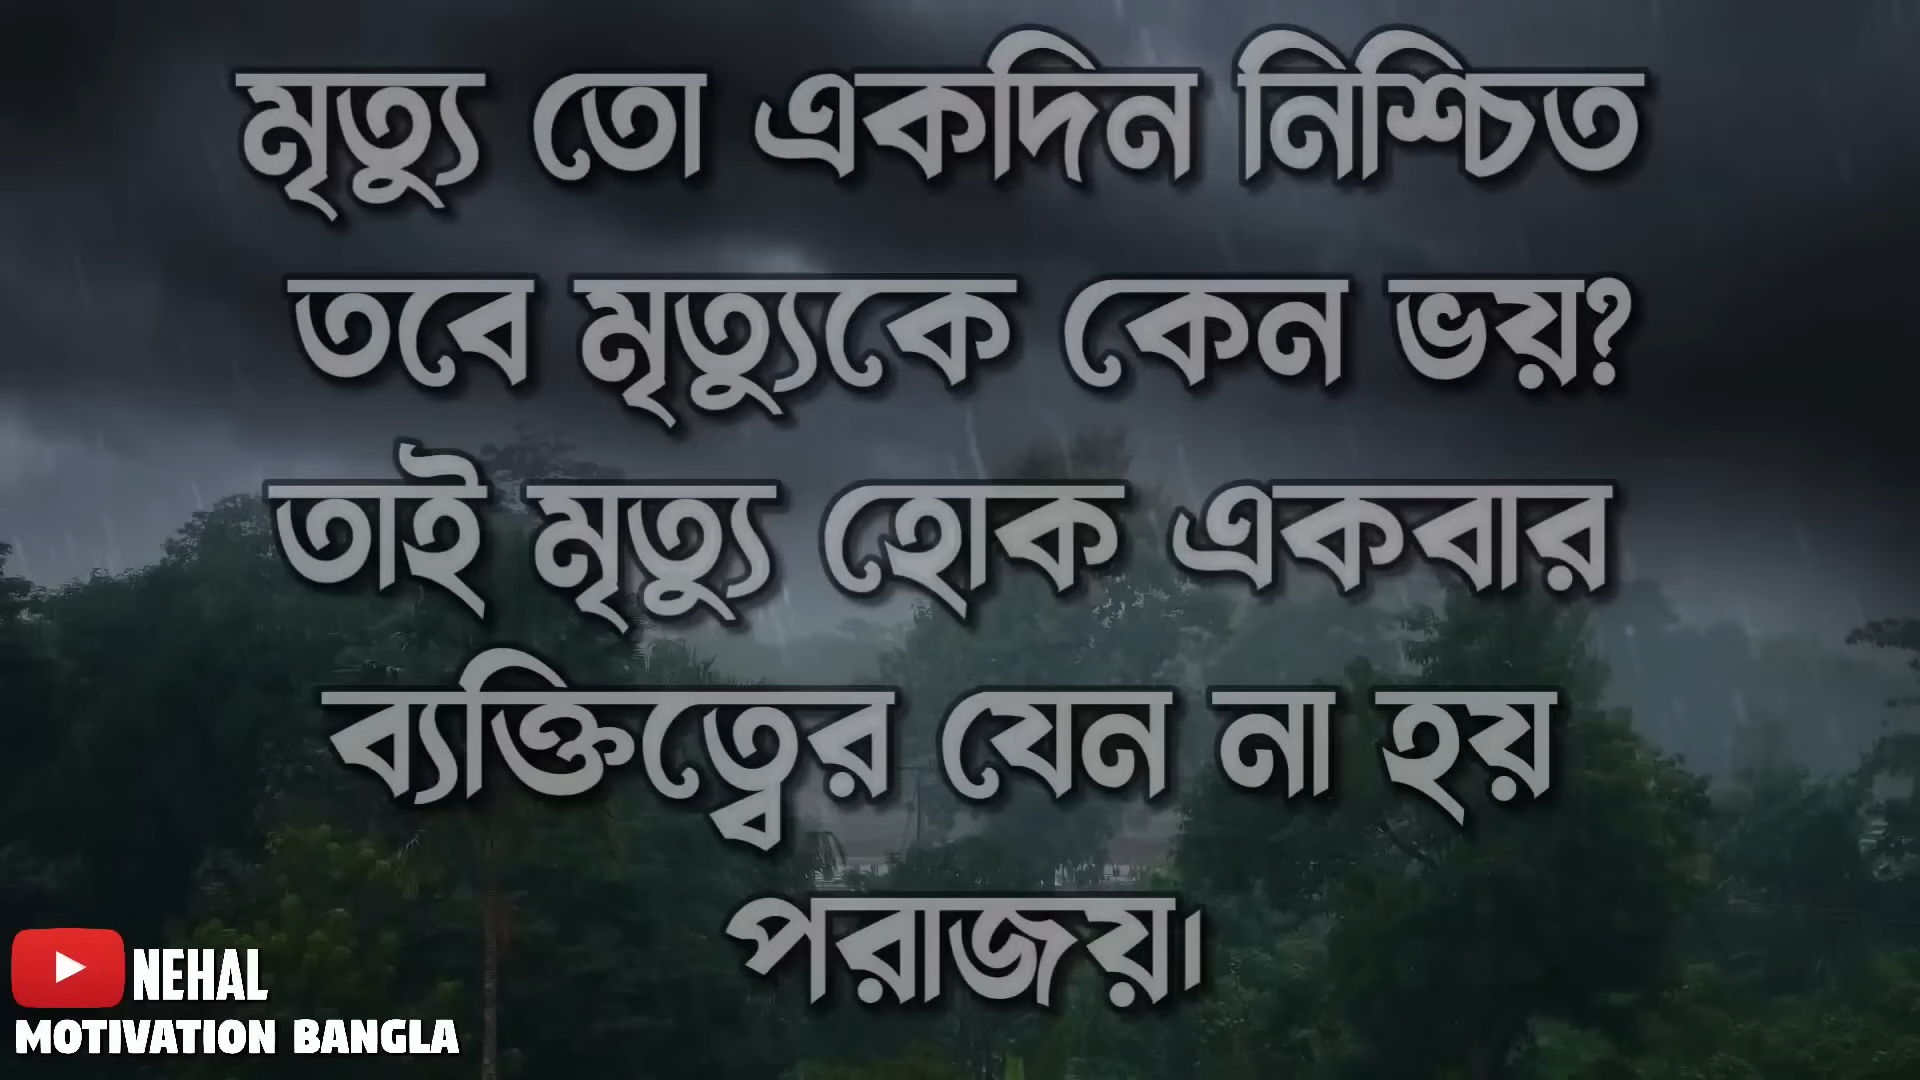 মৃত্যু তো একদিন নিশ্চিত
তবে মৃত্যুকে কেন ভয়?
তাই মৃত্যু হোক একবার
ব্যক্তিত্বের যেন না হয়
পরাজয়।
NEHAL
MOTIVATION BANGLA